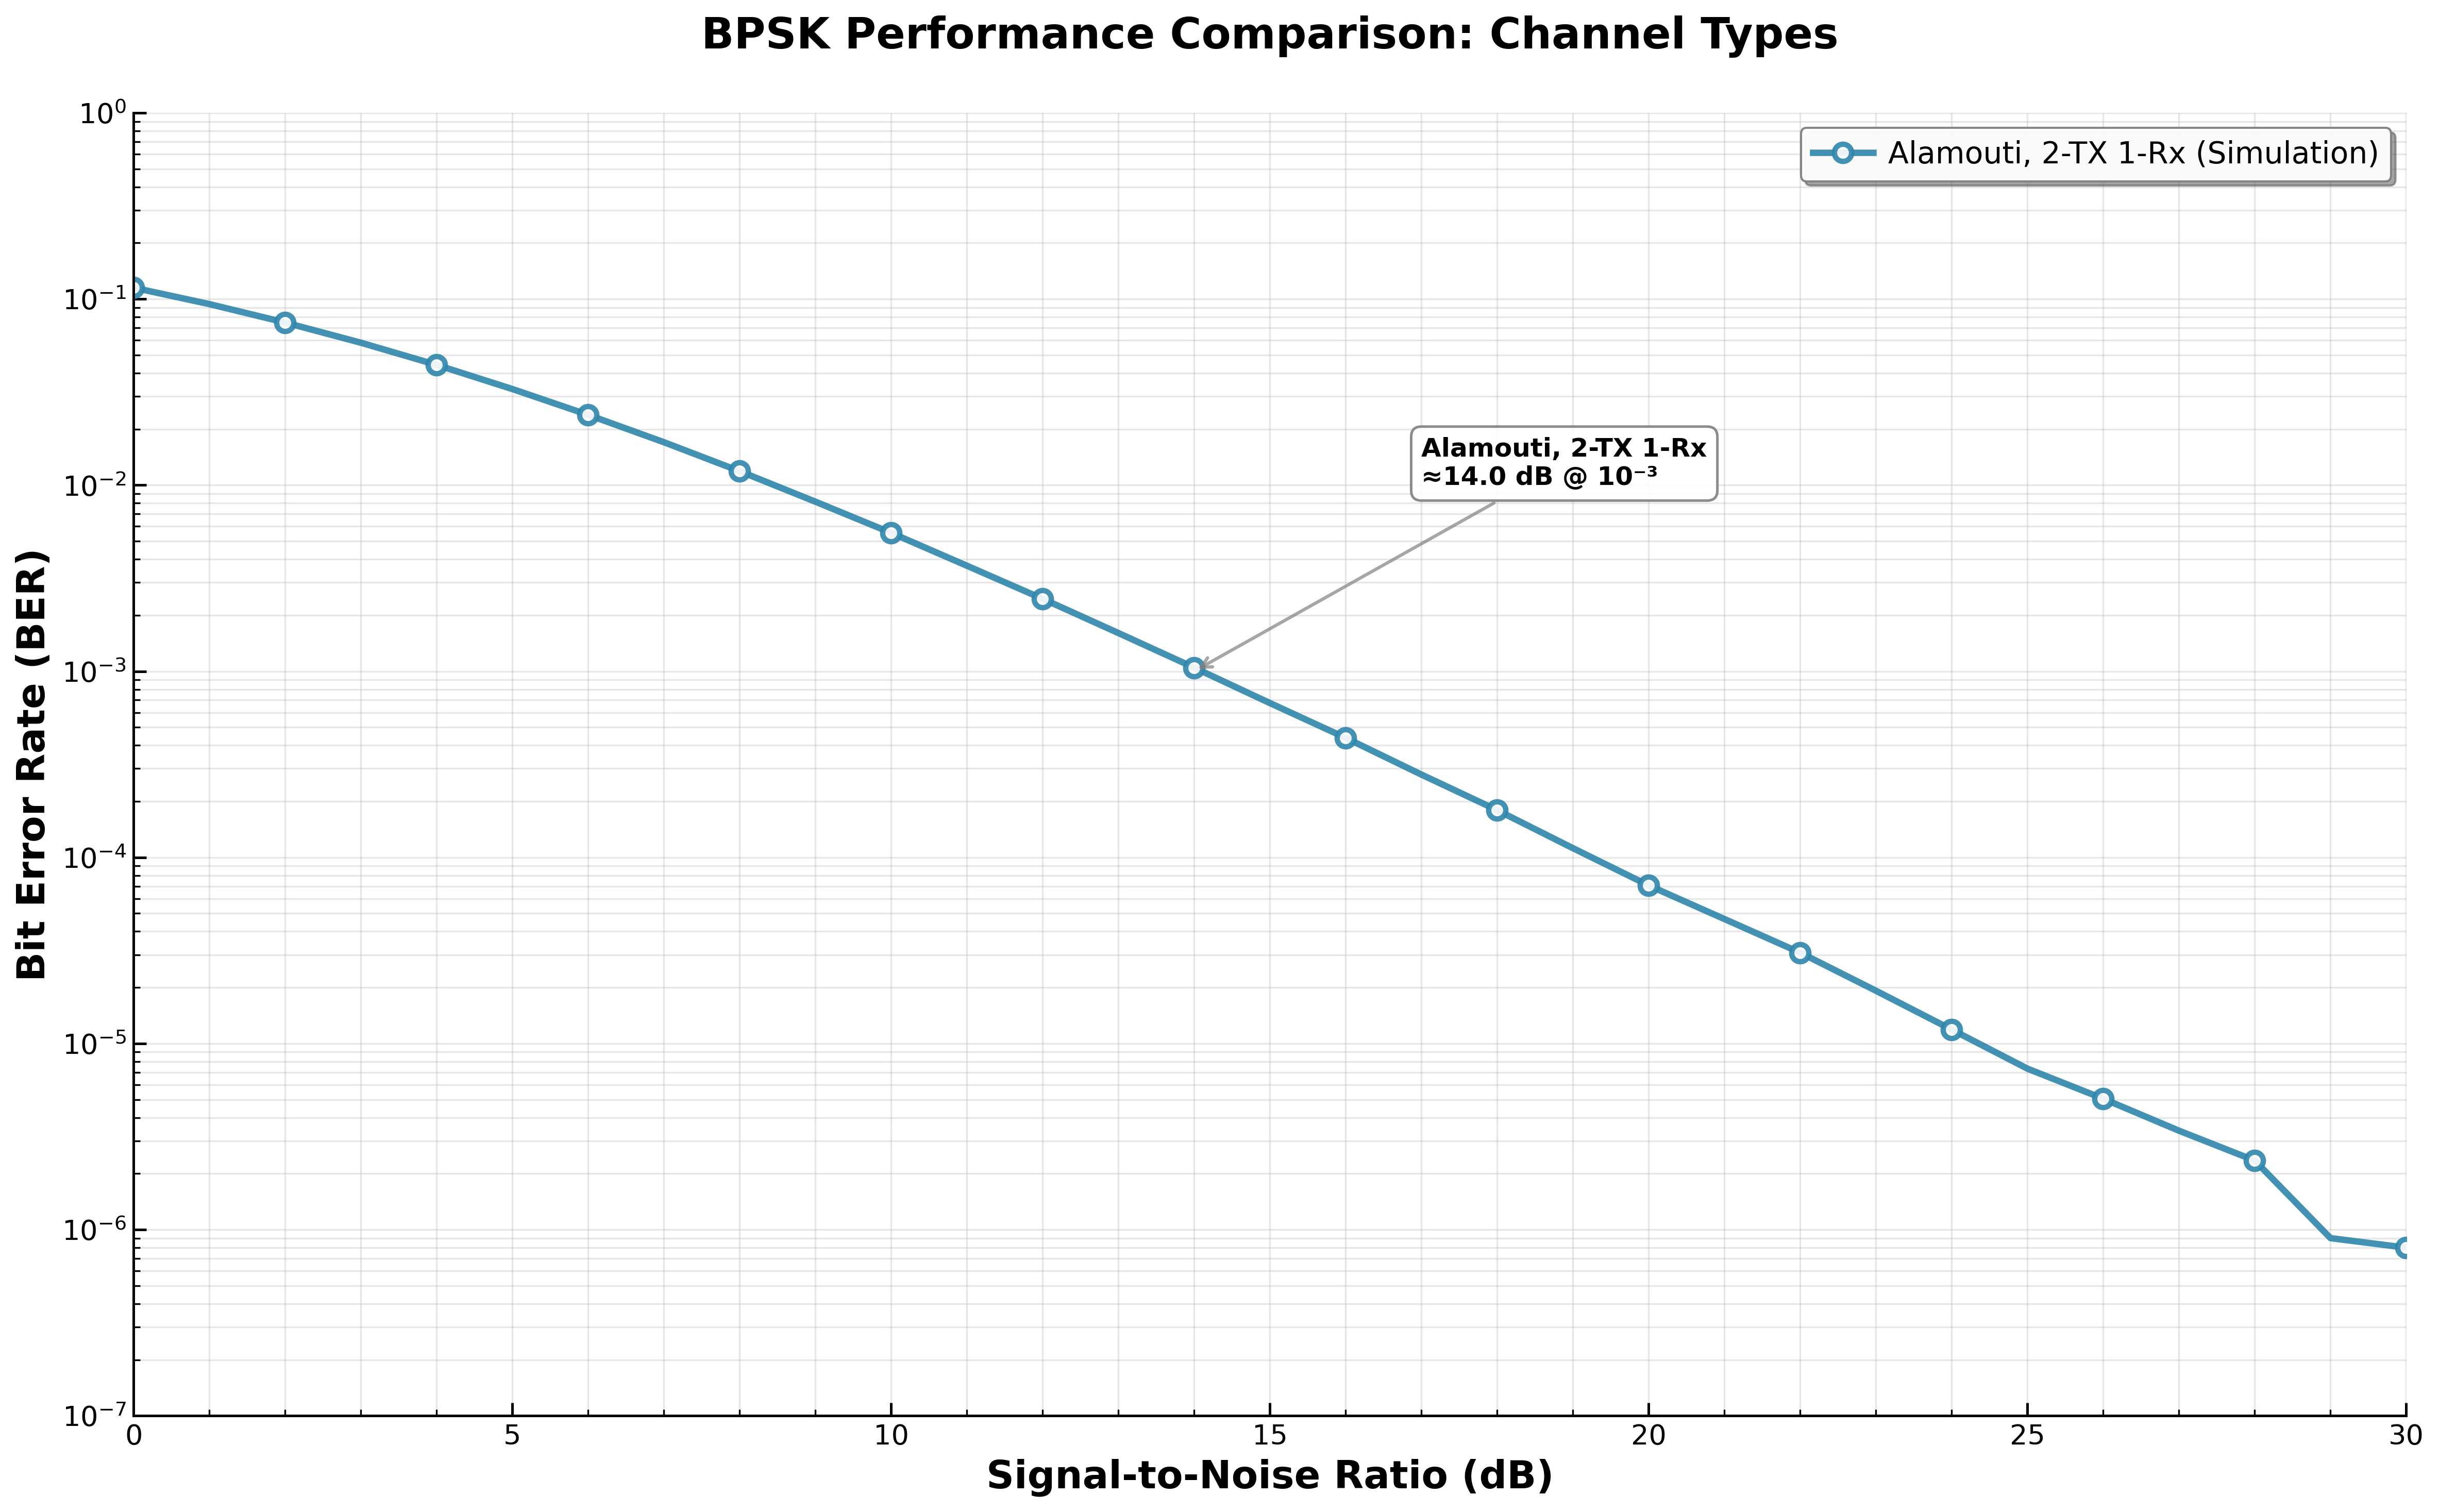 BPSK Performance Comparison: Channel Types
Alamouti, 2-TX 1-Rx (Simulation)
Alamouti, 2-TX 1-Rx
≈14.0 dB @ 10⁻³
Bit Error Rate (BER)
10⁰
10⁻¹
10⁻²
10⁻³
10⁻⁴
10⁻⁵
10⁻⁶
10⁻⁷
0 5 10 15 20 25 30
Signal-to-Noise Ratio (dB)